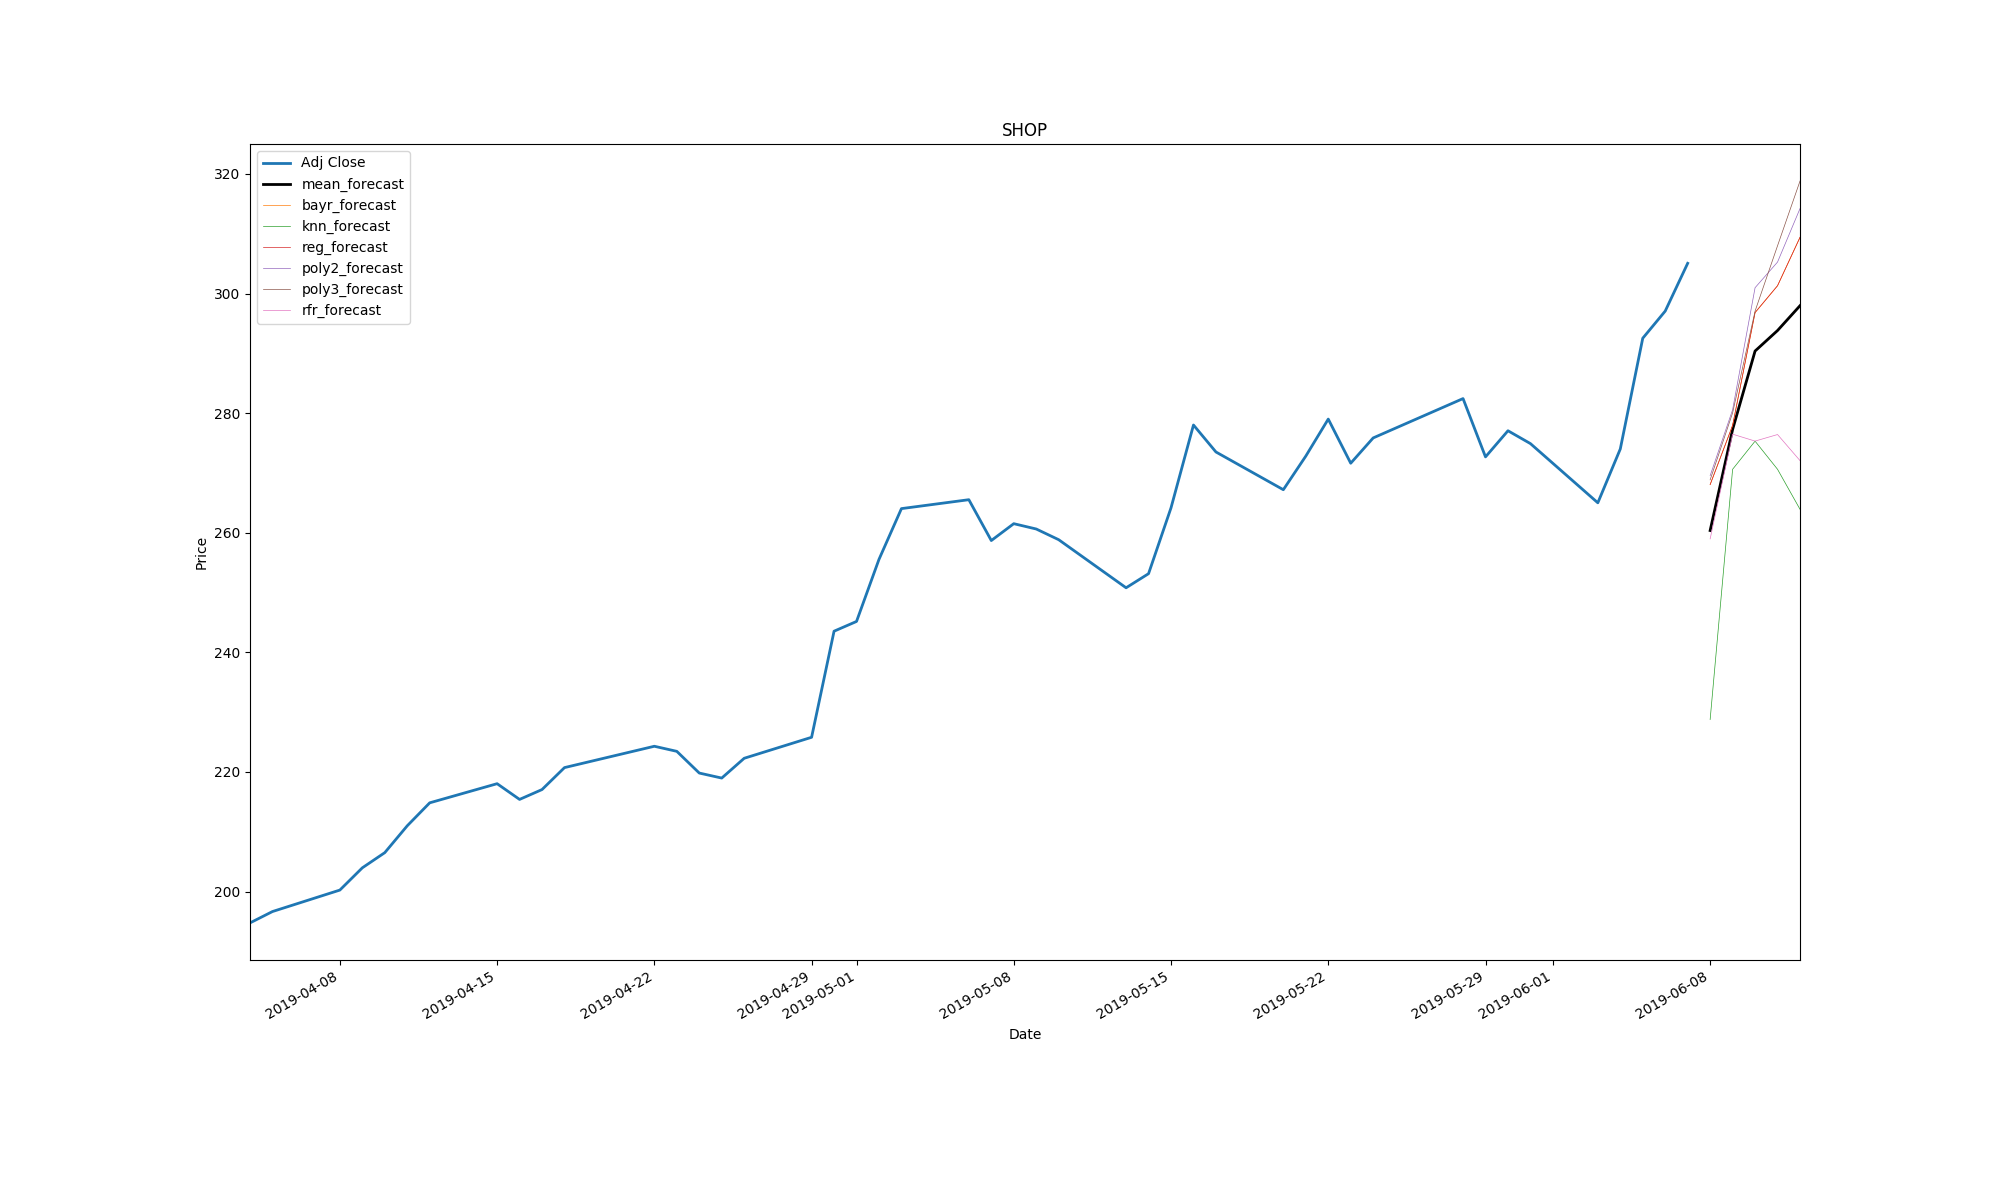 SHOP
Adj Close
mean_forecast
bayr_forecast
knn_forecast
reg_forecast
poly2_forecast
poly3_forecast
rfr_forecast
320
300
280
260
240
220
200
Price
2019-04-08
2019-04-15
2019-04-22
2019-04-29
2019-05-01
2019-05-08
2019-05-15
2019-05-22
2019-05-29
2019-06-01
2019-06-08
Date